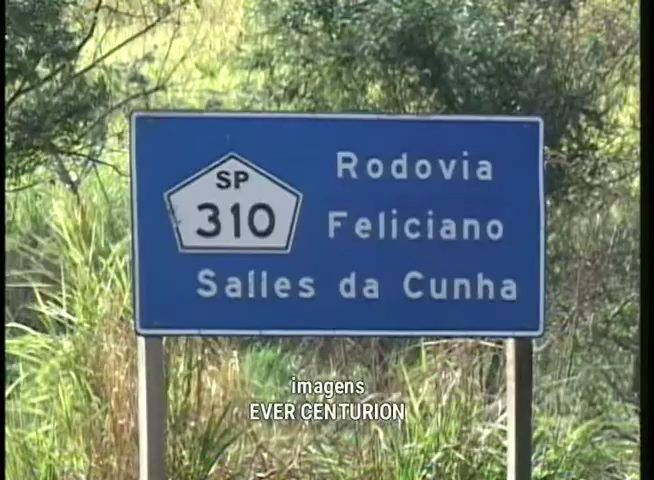 SP
310
Rodovia
Feliciano
Salles da Cunha
imagens
EVER CENTURION